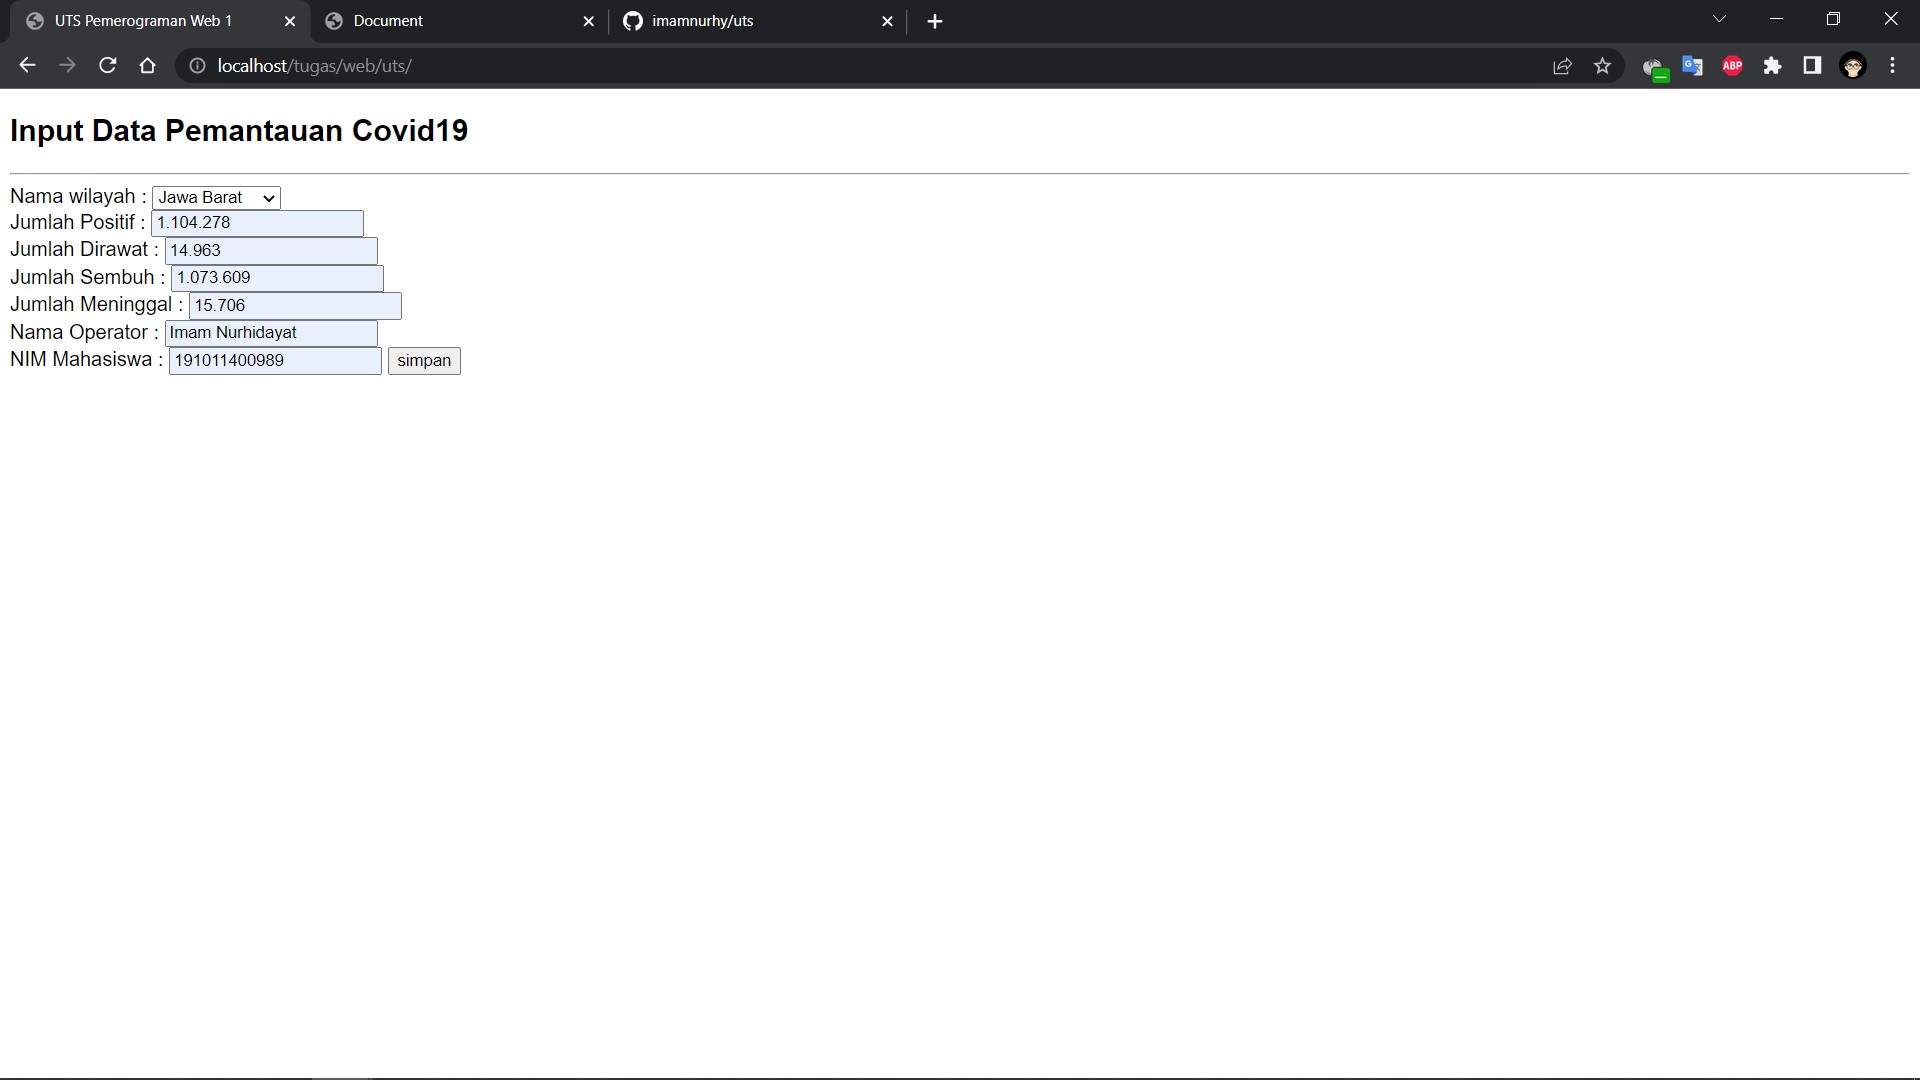 UTS Pemerograman Web 1
Document
imamnurhy/uts
localhost/tugas/web/uts/
ABP
Input Data Pemantauan Covid19
Nama wilayah : Jawa Barat
Jumlah Positif : 1.104.278
Jumlah Dirawat : 14.963
Jumlah Sembuh : 1.073.609
Jumlah Meninggal : 15.706
Nama Operator : Imam Nurhidayat
NIM Mahasiswa : 191011400989 simpan